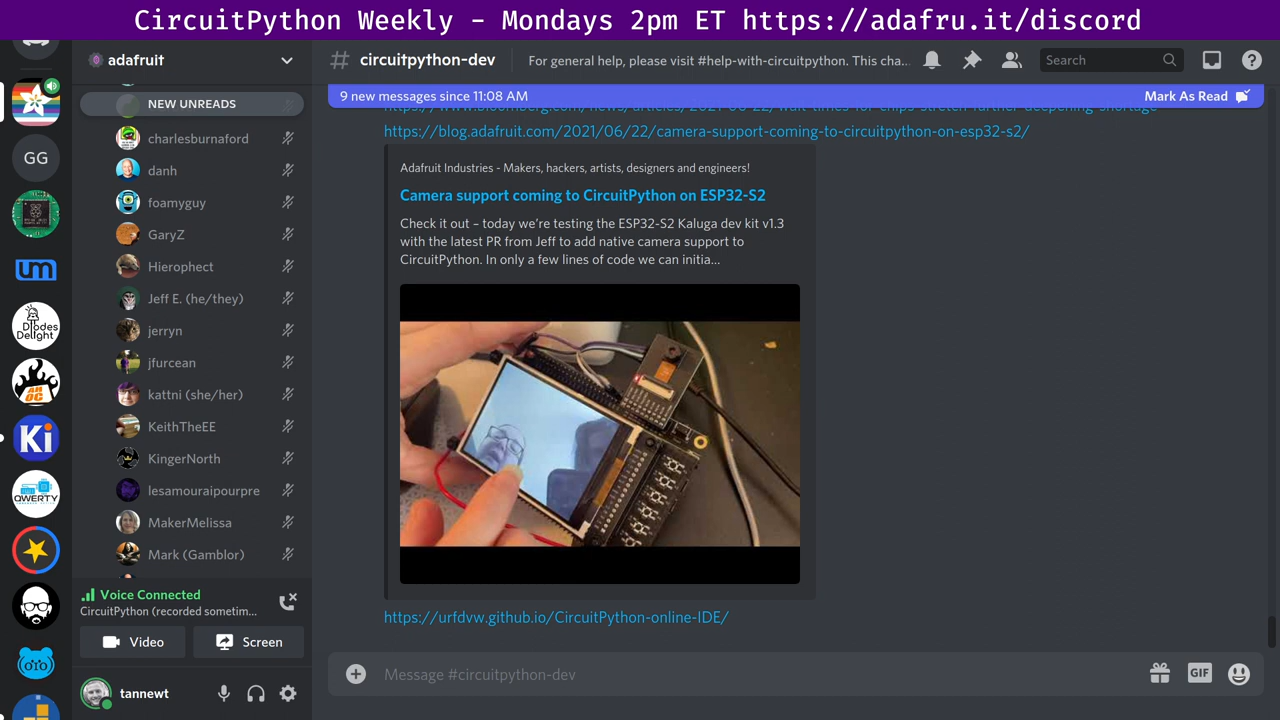 CircuitPython Weekly - Mondays 2pm ET https://adafru.it/discord
adafruit
# circuitpython-dev
For general help, please visit #help-with-circuitpython. This cha...
Search
NEW UNREADS
9 new messages since 11:08 AM
Mark As Read
GG
charlesburnaford
danh
foamyguy
GaryZ
Hierophect
Jeff E. (he/they)
jerryn
jfurcean
kattni (she/her)
KeithTheEE
KingerNorth
lesamouraipourpre
MakerMelissa
Mark (Gamblor)
um
Diodes
Delight
AHOC
Ki
QWERTY
https://blog.adafruit.com/2021/06/22/camera-support-coming-to-circuitpython-on-esp32-s2/
Adafruit Industries - Makers, hackers, artists, designers and engineers!
Camera support coming to CircuitPython on ESP32-S2
Check it out – today we're testing the ESP32-S2 Kaluga dev kit v1.3
with the latest PR from Jeff to add native camera support to
CircuitPython. In only a few lines of code we can initia...
https://urfdvw.github.io/CircuitPython-online-IDE/
Voice Connected
CircuitPython (recorded sometim...
Video
Screen
tannewt
Message #circuitpython-dev
GIF